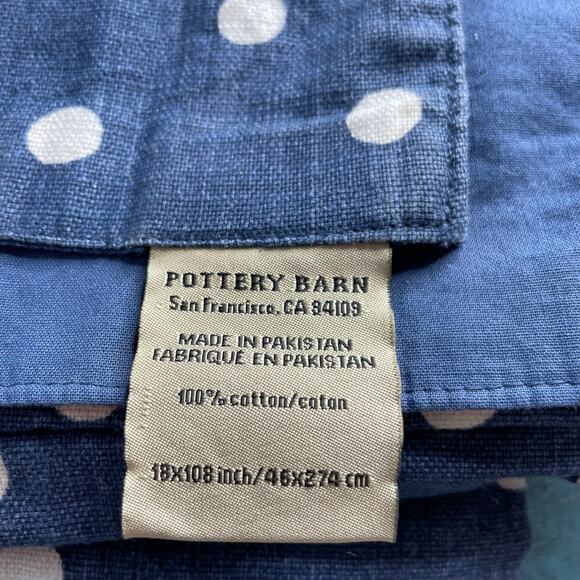 POTTERY BARN
San Francisco, CA 94109
MADE IN PAKISTAN
FABRIQUÉ EN PAKISTAN
100% cotton/coton
18x108 inch/46x274 cm